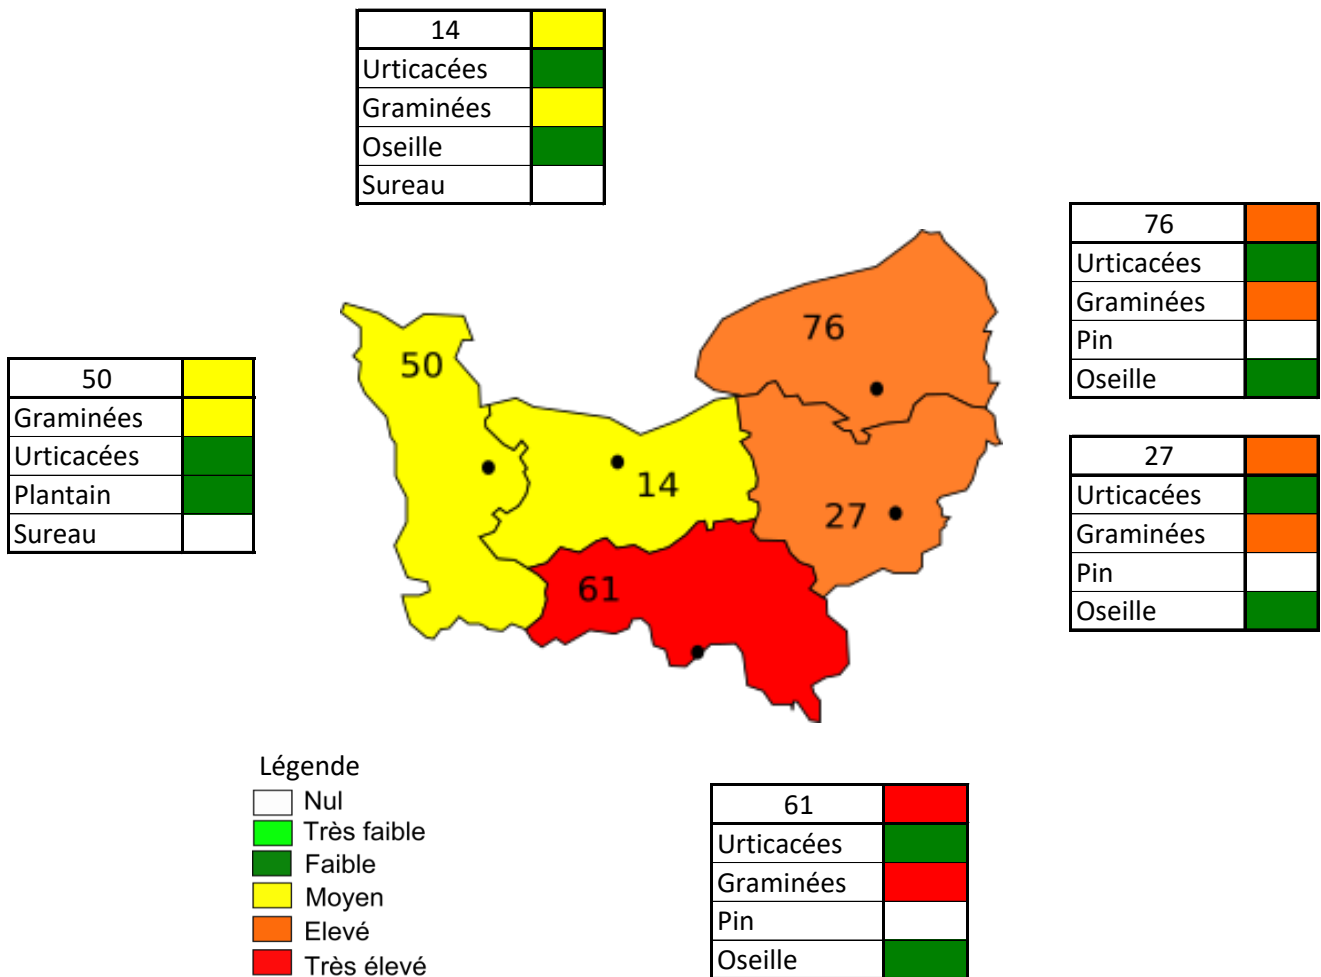 14
Urticacées
Graminées
Oseille
Sureau
76
Urticacées
Graminées
Pin
Oseille
50
Graminées
Urticacées
Plantain
Sureau
27
Urticacées
Graminées
Pin
Oseille
76
50
14
27
61
Légende
Nul
Très faible
Faible
Moyen
Elevé
Très élevé
61
Urticacées
Graminées
Pin
Oseille